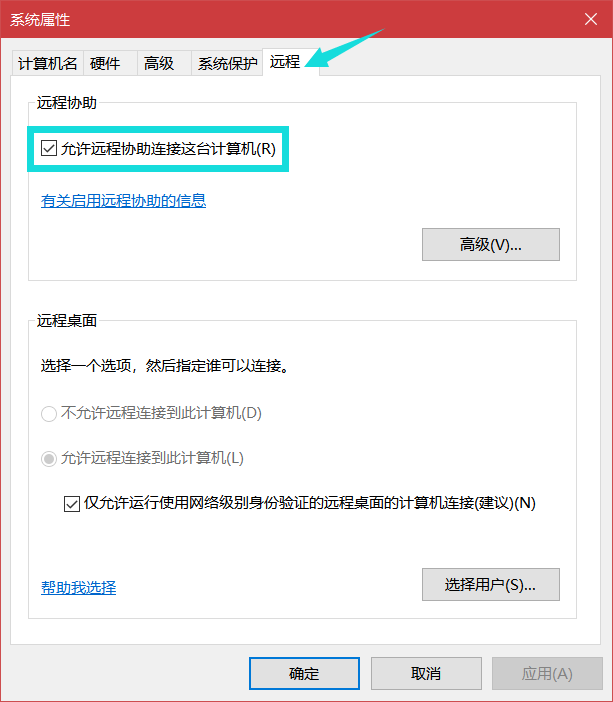 系统属性
计算机名 硬件 高级 系统保护 远程
远程协助
允许远程协助连接这台计算机(R)
有关启用远程协助的信息
高级(V)...
远程桌面
选择一个选项，然后指定谁可以连接。
不允许远程连接到此计算机(D)
允许远程连接到此计算机(L)
仅允许运行使用网络级别身份验证的远程桌面的计算机连接(建议)(N)
帮助我选择
选择用户(S)...
确定 取消 应用(A)